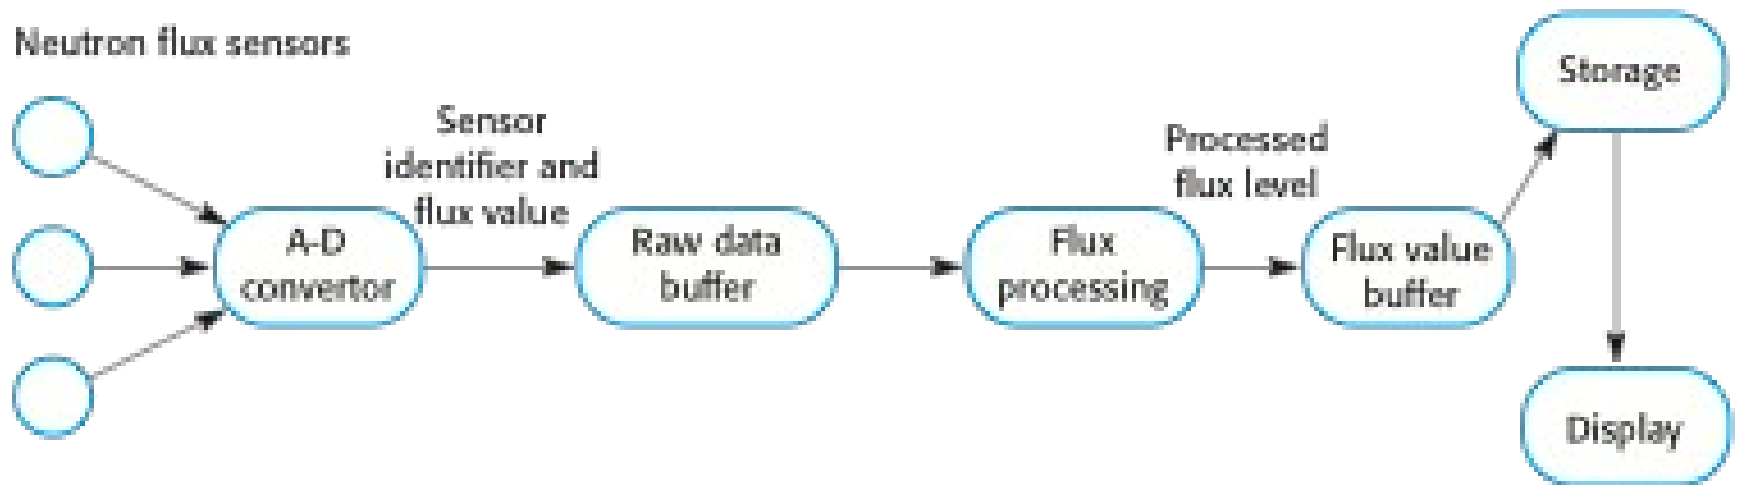 Neutron flux sensors
Sensor
identifier and
flux value
A-D
convertor
Raw data
buffer
Flux
processing
Processed
flux level
Flux value
buffer
Storage
Display